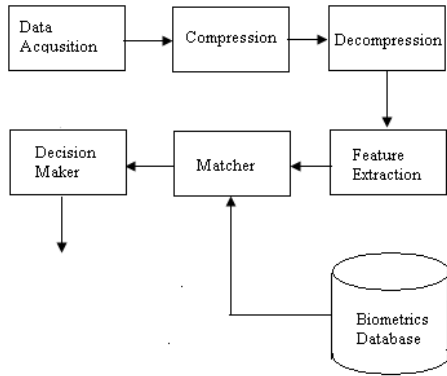 Data
Acqusition
Compression
Decompression
Decision
Maker
Matcher
Feature
Extraction
Biometrics
Database